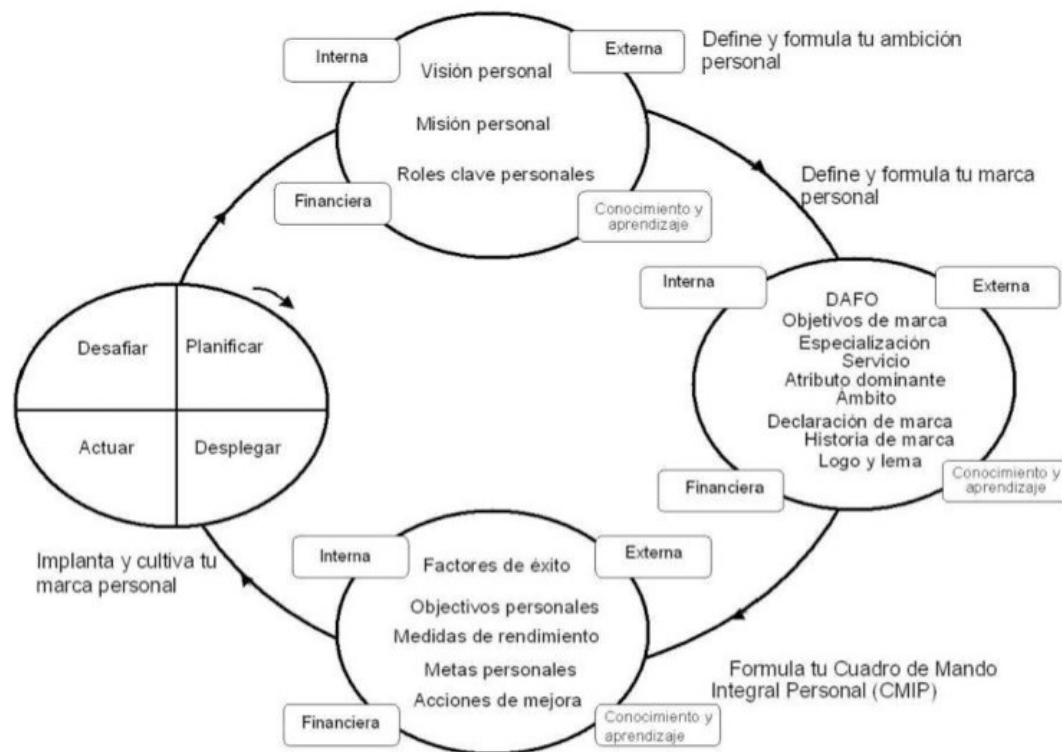 Interna
Externa
Define y formula tu ambición
personal
Visión personal
Misión personal
Roles clave personales
Financiera
Conocimiento y
aprendizaje
Define y formula tu marca
personal
Interna
Externa
DAFO
Objetivos de marca
Especialización
Servicio
Atributo dominante
Ámbito
Declaración de marca
Historia de marca
Logo y lema
Financiera
Conocimiento y
aprendizaje
Formula tu Cuadro de Mando
Integral Personal (CMIP)
Interna
Externa
Factores de éxito
Objectivos personales
Medidas de rendimiento
Metas personales
Acciones de mejora
Financiera
Conocimiento y
aprendizaje
Implanta y cultiva tu
marca personal
Desafiar
Planificar
Actuar
Desplegar